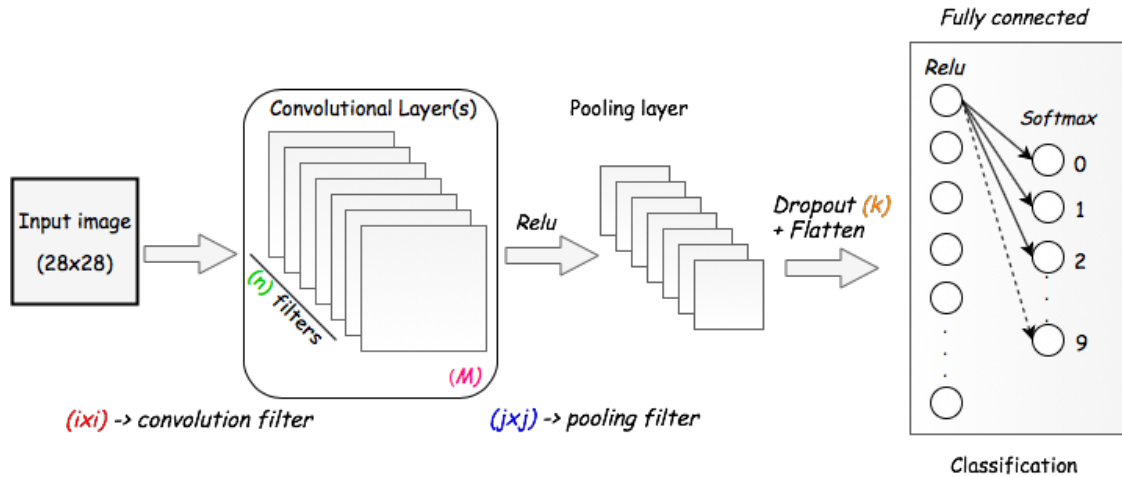 Fully connected
Convolutional Layer(s)
Pooling layer
Relu
Softmax
Input image
(28x28)
(n) filters
(M)
Relu
Dropout (k)
+ Flatten
0
1
2
9
(ixi) -> convolution filter
(jxj) -> pooling filter
Classification